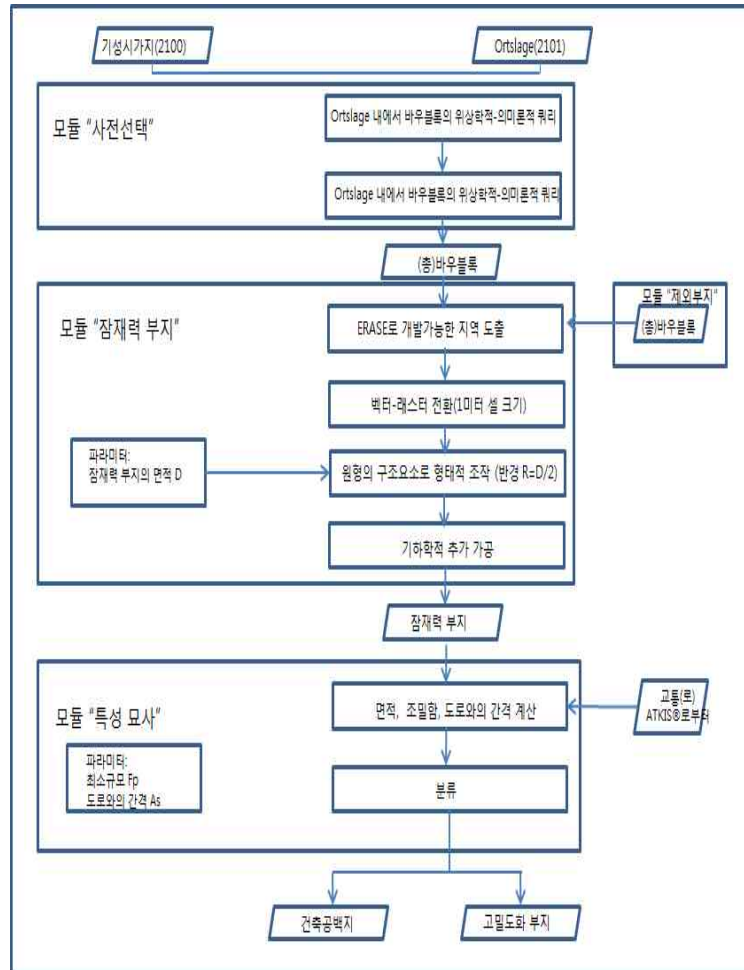 기성시가지(2100)
Ortslage(2101)
모듈 "사전선택"
Ortslage 내에서 바우블록의 위상학적-의미론적 쿼리
Ortslage 내에서 바우블록의 위상학적-의미론적 쿼리
(총)바우블록
모듈 "잠재력 부지"
모듈 "제외부지"
(총)바우블록
ERASE로 개발가능한 지역 도출
벡터-래스터 전환(1미터 셀 크기)
파라미터:
잠재력 부지의 면적 D
원형의 구조요소로 형태적 조작 (반경 R=D/2)
기하학적 추가 가공
잠재력 부지
모듈 "특성 묘사"
면적, 조밀함, 도로와의 간격 계산
교통(로)
ATKIS®로부터
파라미터:
최소규모 Fp
도로와의 간격 As
분류
건축공백지
고밀도화 부지